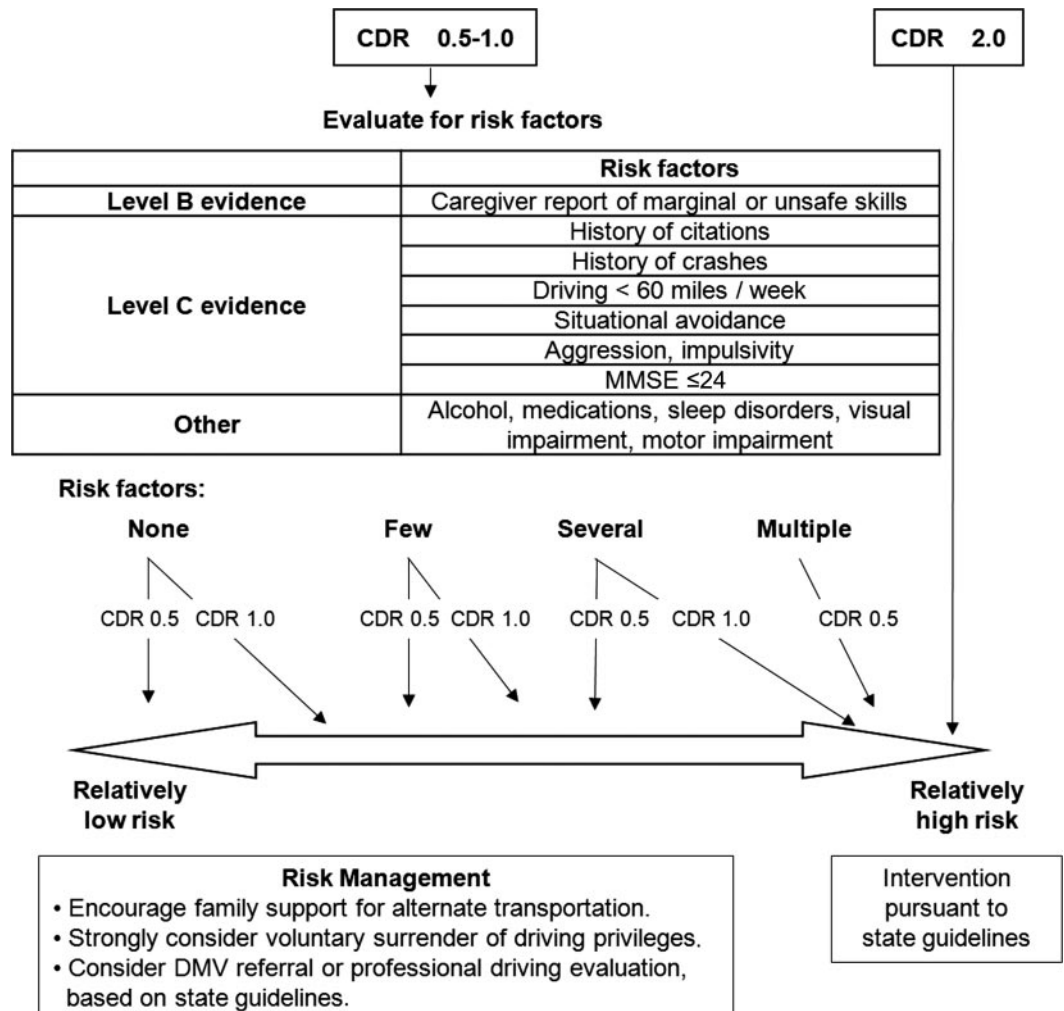 CDR 0.5-1.0
CDR 2.0
Evaluate for risk factors
Risk factors
Level B evidence
Caregiver report of marginal or unsafe skills
Level C evidence
History of citations
History of crashes
Driving < 60 miles / week
Situational avoidance
Aggression, impulsivity
MMSE ≤24
Other
Alcohol, medications, sleep disorders, visual
impairment, motor impairment
Risk factors:
None
Few
Several
Multiple
CDR 0.5
CDR 1.0
CDR 0.5
CDR 1.0
CDR 0.5
CDR 1.0
CDR 0.5
Relatively
low risk
Relatively
high risk
Risk Management
• Encourage family support for alternate transportation.
• Strongly consider voluntary surrender of driving privileges.
• Consider DMV referral or professional driving evaluation,
based on state guidelines.
Intervention
pursuant to
state guidelines